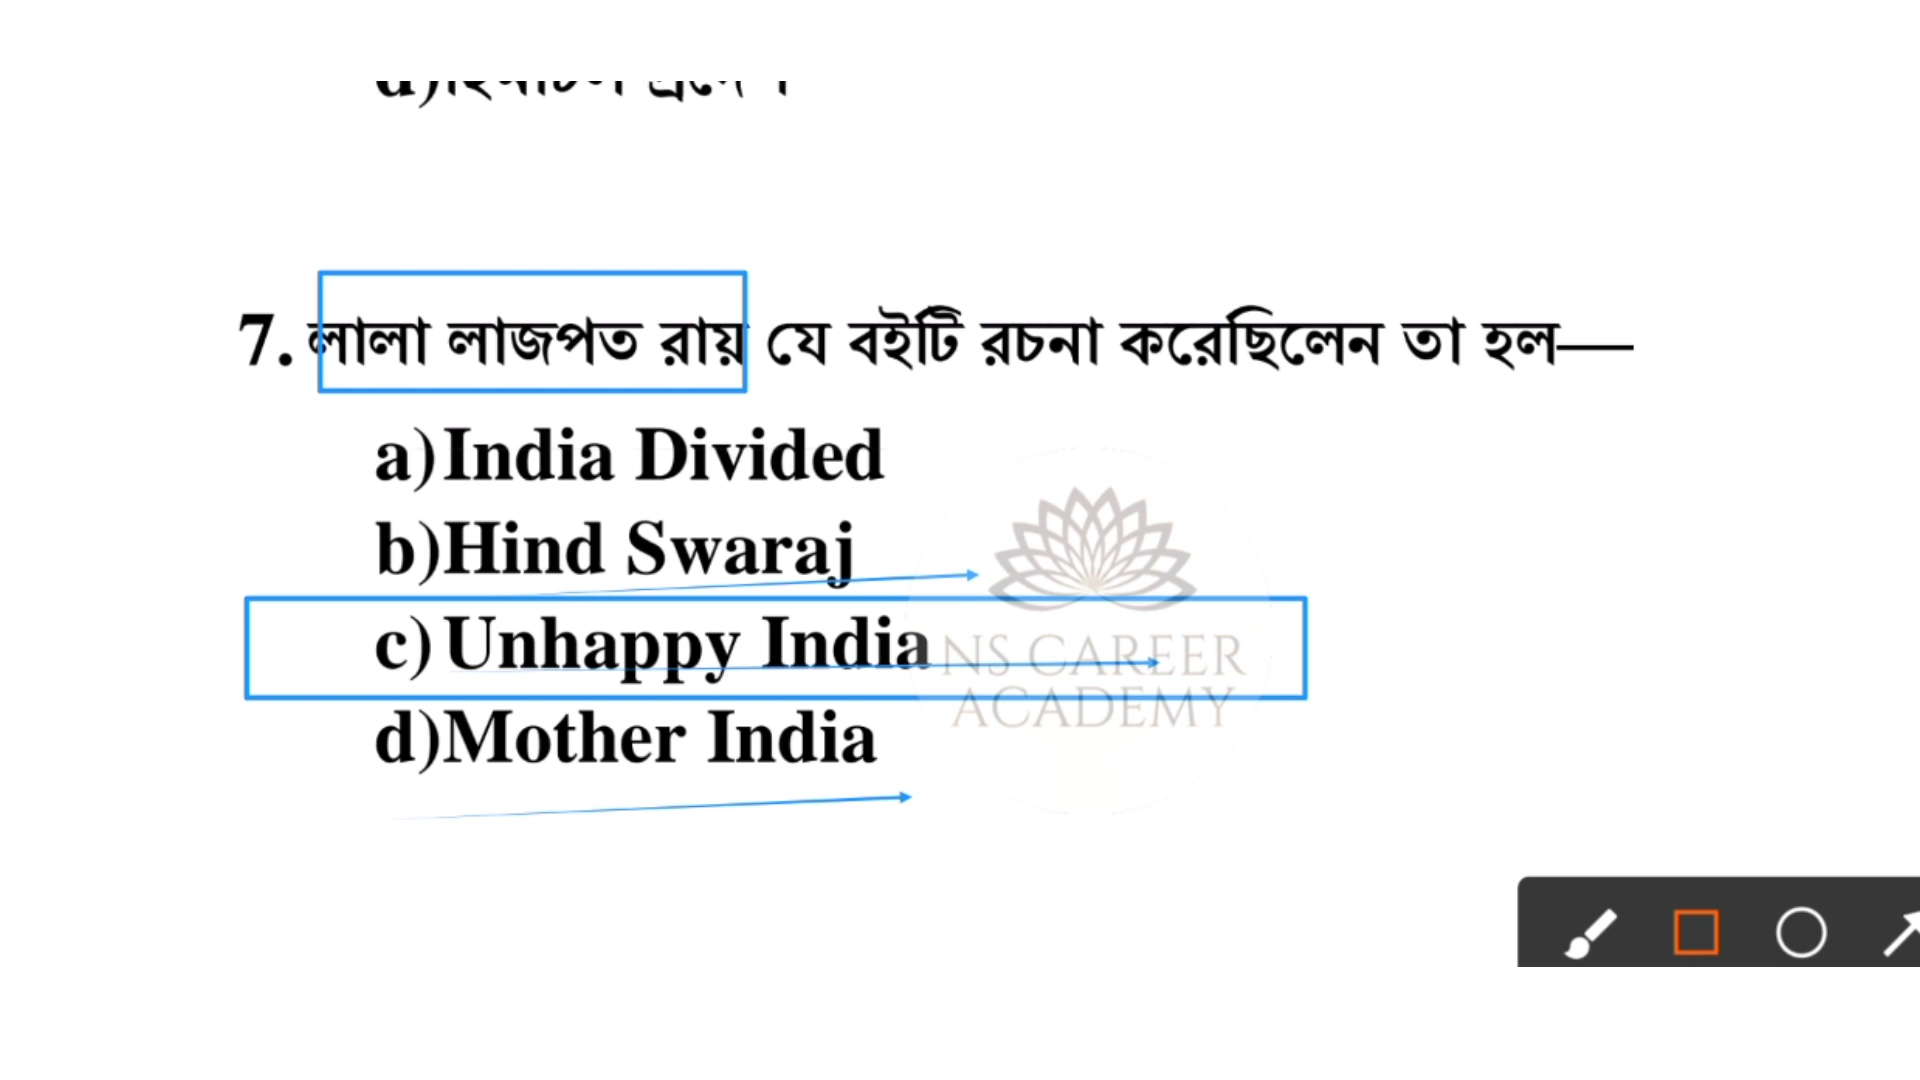 7. লালা লাজপত রায় যে বইটি রচনা করেছিলেন তা হল—
a) India Divided
b) Hind Swaraj
c) Unhappy India
d) Mother India
NS CAREER
ACADEMY